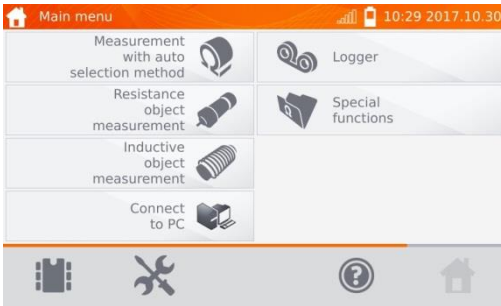 Main menu
10:29 2017.10.30
Measurement
with auto
selection method
Logger
Resistance
object
measurement
Special
functions
Inductive
object
measurement
Connect
to PC